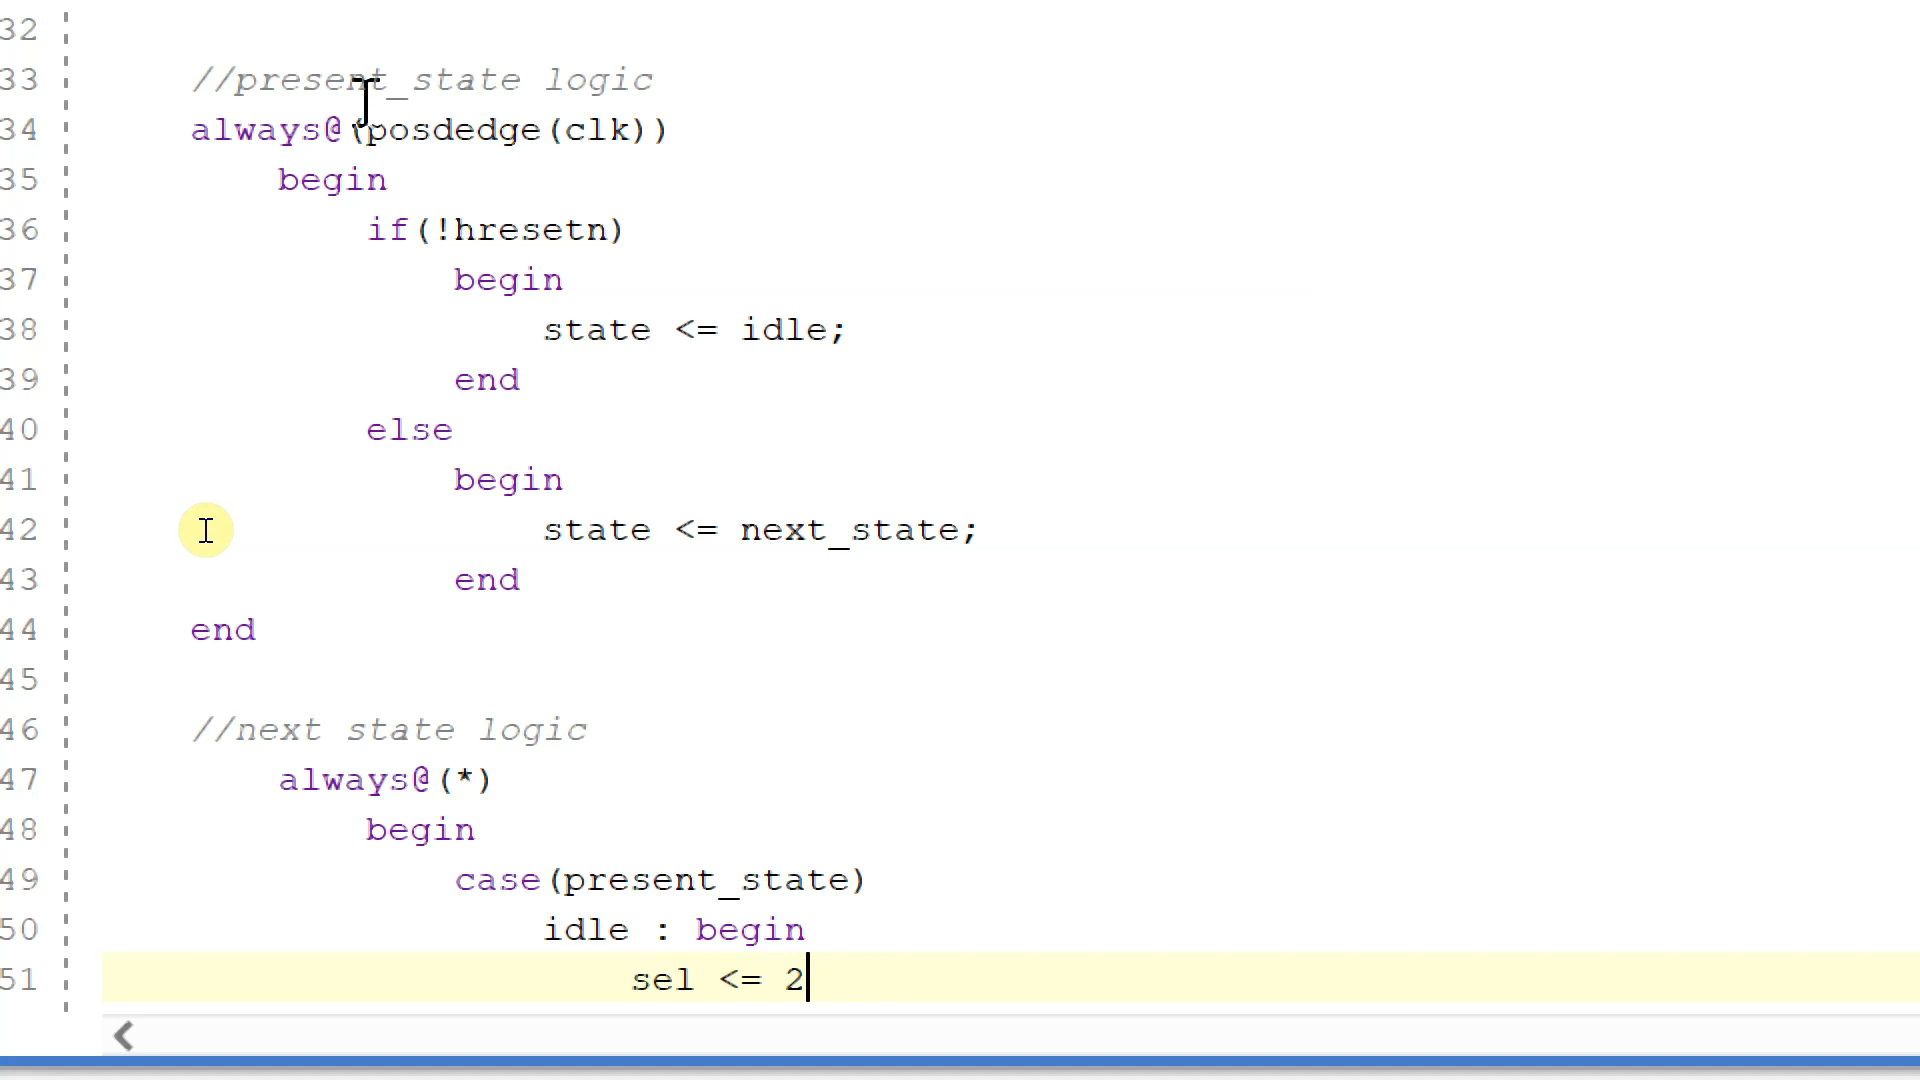 32
33 //present_state logic
34 always@(posdedge(clk))
35 begin
36 if(!hresetn)
37 begin
38 state <= idle;
39 end
40 else
41 begin
42 state <= next_state;
43 end
44 end
45
46 //next state logic
47 always@(*)
48 begin
49 case(present_state)
50 idle : begin
51 sel <= 2